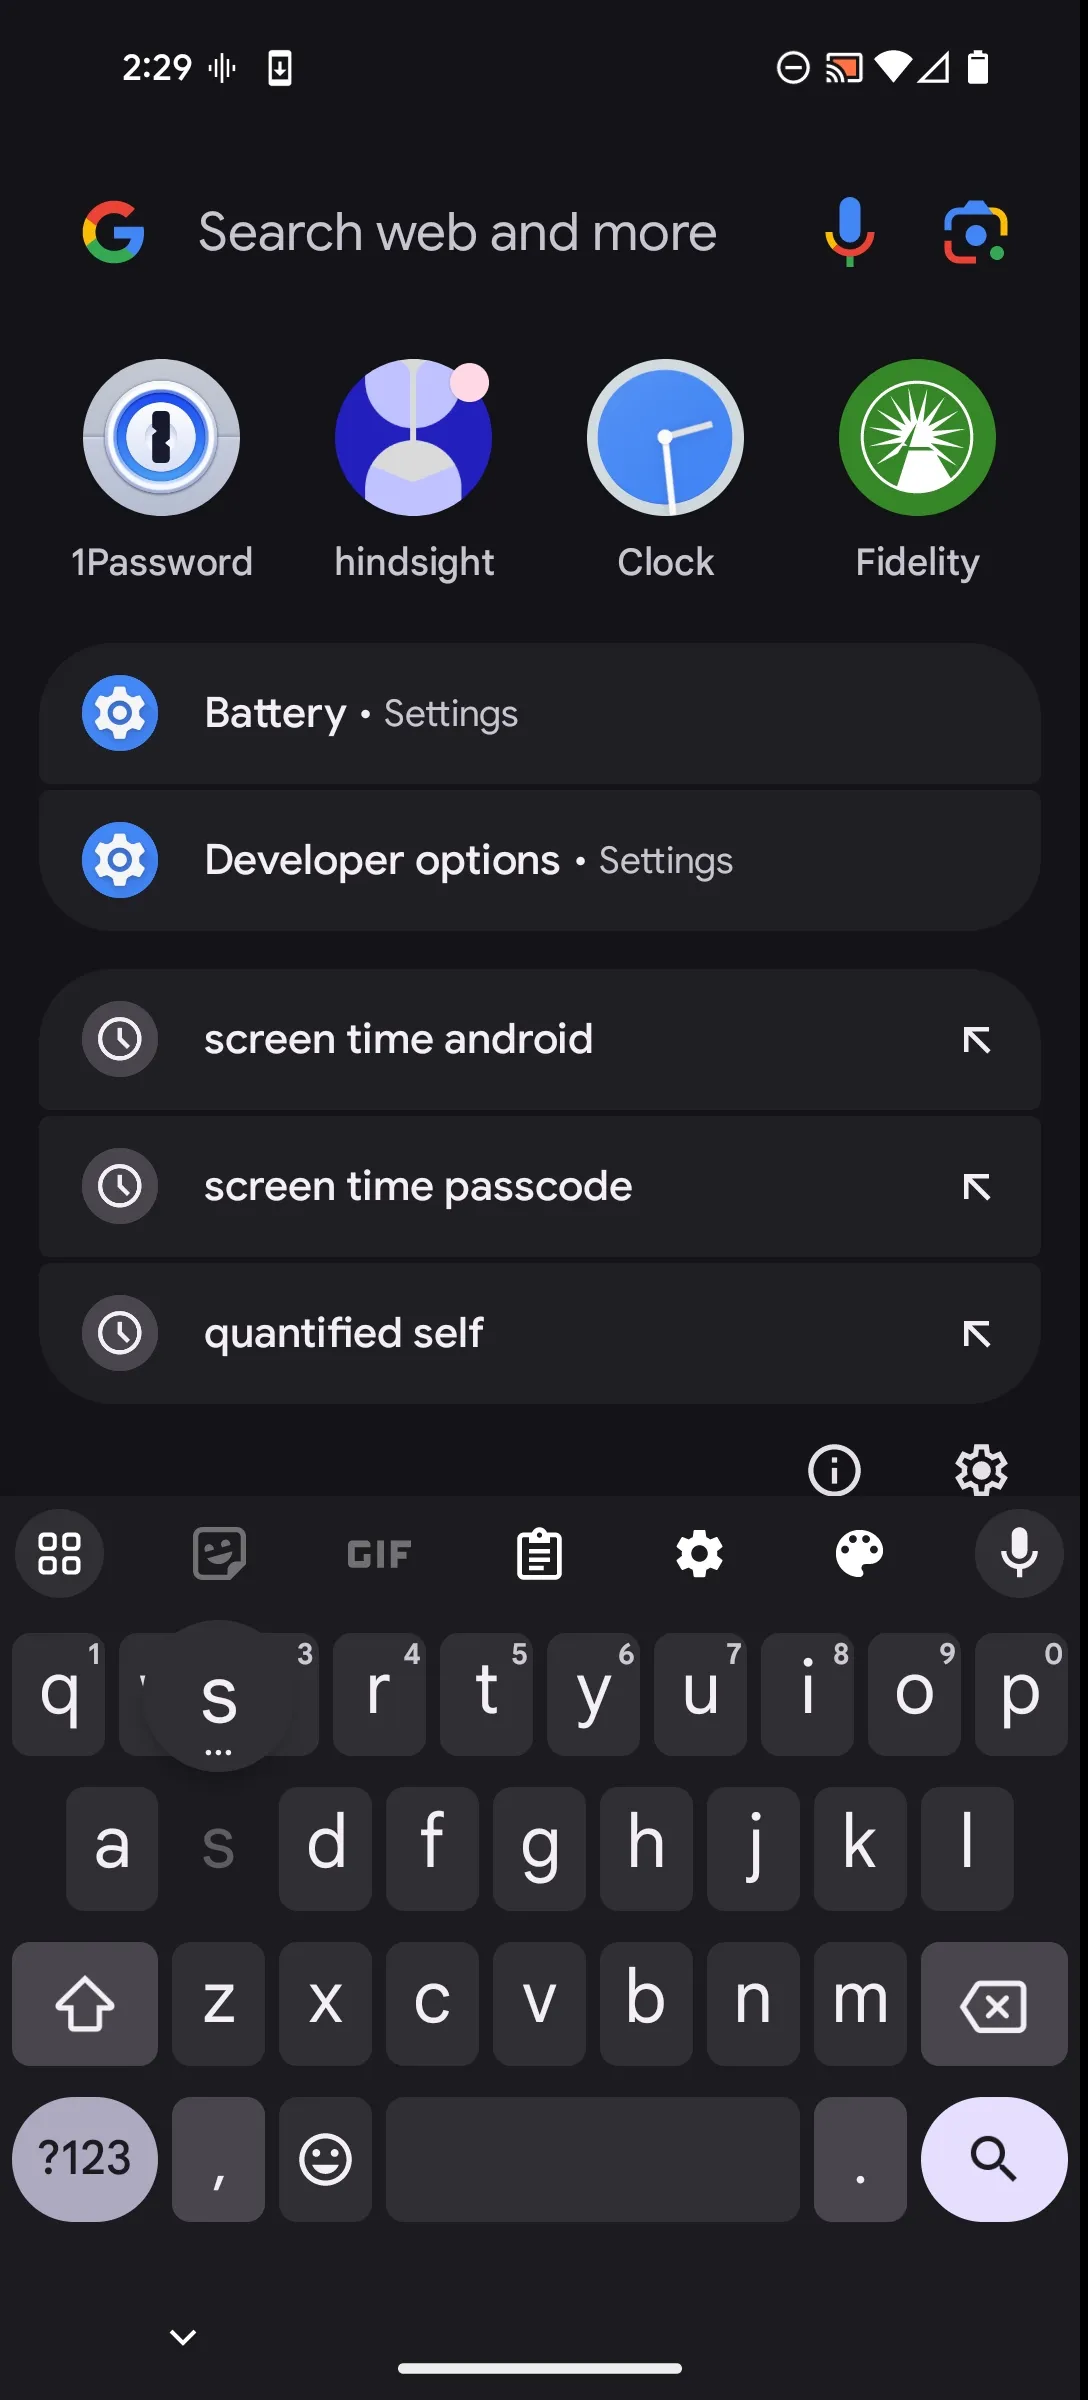 2:29
Search web and more
1Password hindsight Clock Fidelity
Battery • Settings
Developer options • Settings
screen time android
screen time passcode
quantified self
GIF
q 1 s ... 3 r 4 t 5 y 6 u 7 i 8 o 9 p 0
a s d f g h j k l
z x c v b n m
?123 , .